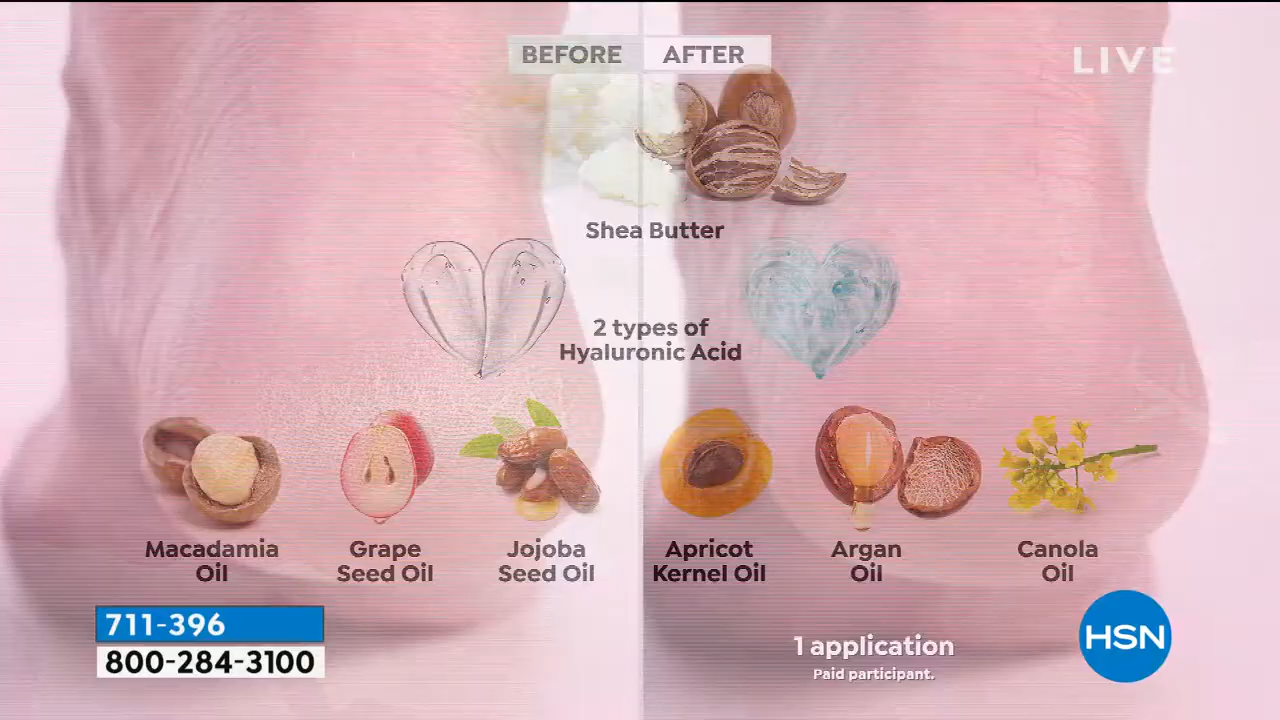 BEFORE AFTER
LIVE
Shea Butter
2 types of
Hyaluronic Acid
Macadamia
Oil
Grape
Seed Oil
Jojoba
Seed Oil
Apricot
Kernel Oil
Argan
Oil
Canola
Oil
711-396
800-284-3100
1 application
Paid participant.
HSN